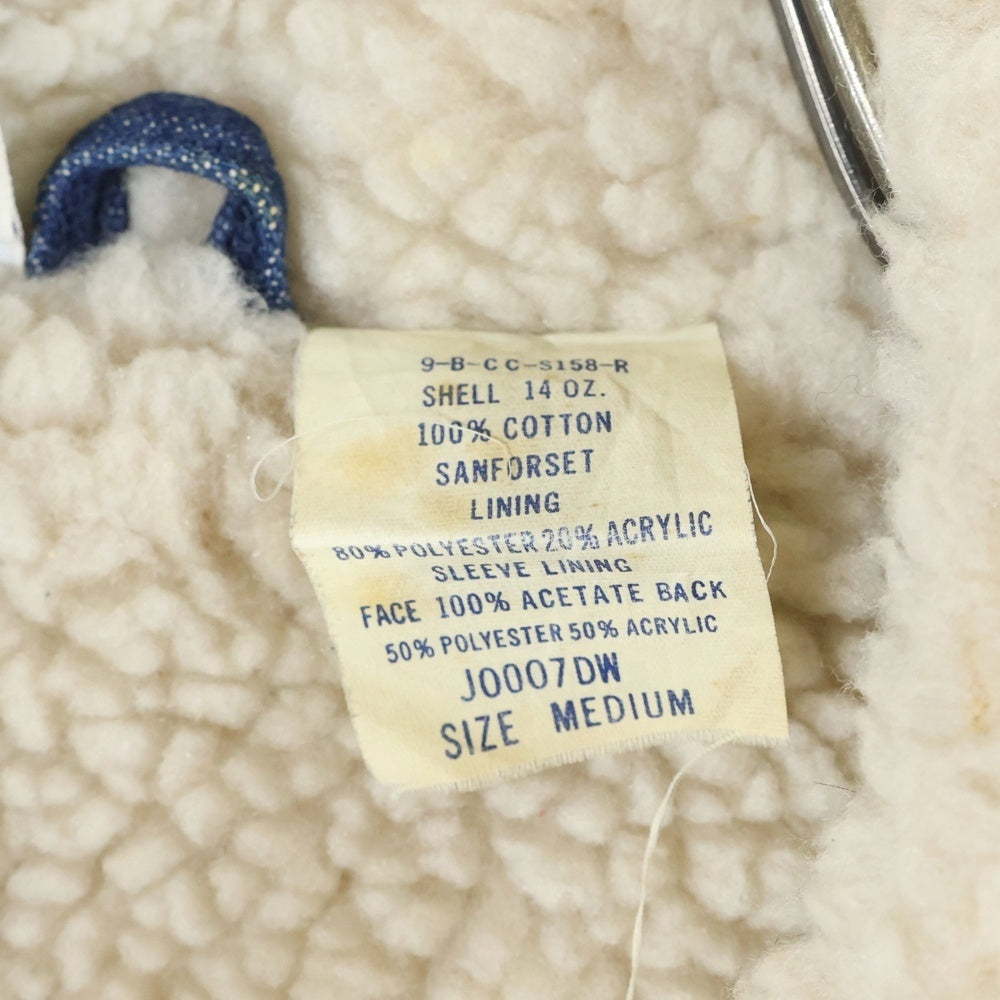 9-B-CC-S158-R
SHELL 14 OZ.
100% COTTON
SANFORSET
LINING
80% POLYESTER 20% ACRYLIC
SLEEVE LINING
FACE 100% ACETATE BACK
50% POLYESTER 50% ACRYLIC
J0007DW
SIZE MEDIUM